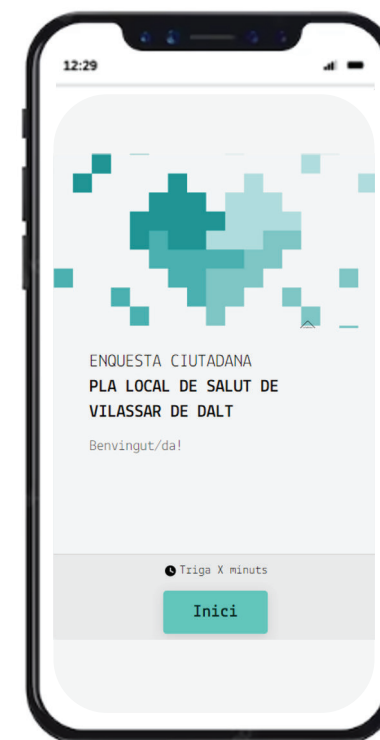 12:29
ENQUESTA CIUTADANA
PLA LOCAL DE SALUT DE
VILASSAR DE DALT
Benvingut/da!
Triga X minuts
Inici